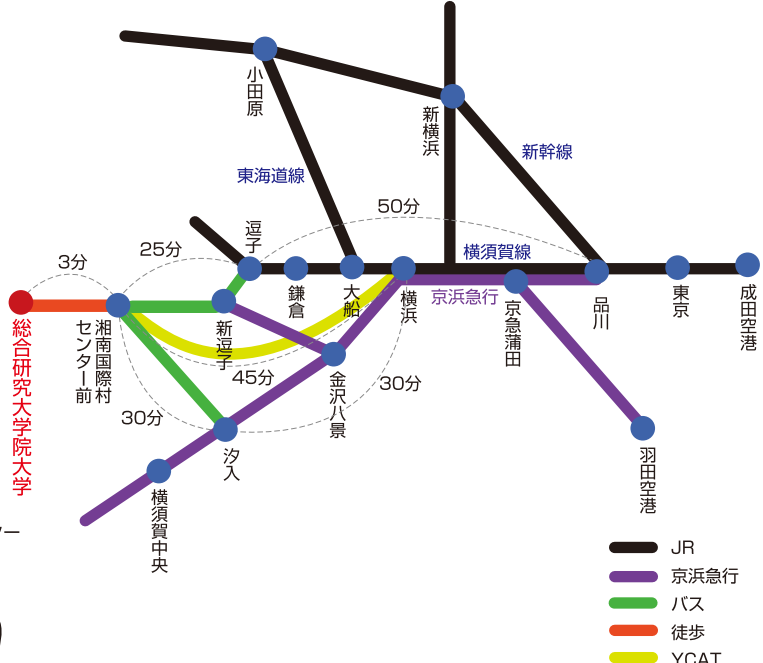 小田原
新横浜
新幹線
東海道線
50分
逗子
25分
横須賀線
3分
鎌倉
大船
横浜
京浜急行
京急蒲田
品川
東京
成田空港
総合研究大学院大学
湘南国際村
センター前
新逗子
45分
金沢八景
30分
30分
汐入
横須賀中央
羽田空港
ー
JR
京浜急行
バス
徒歩
YCAT